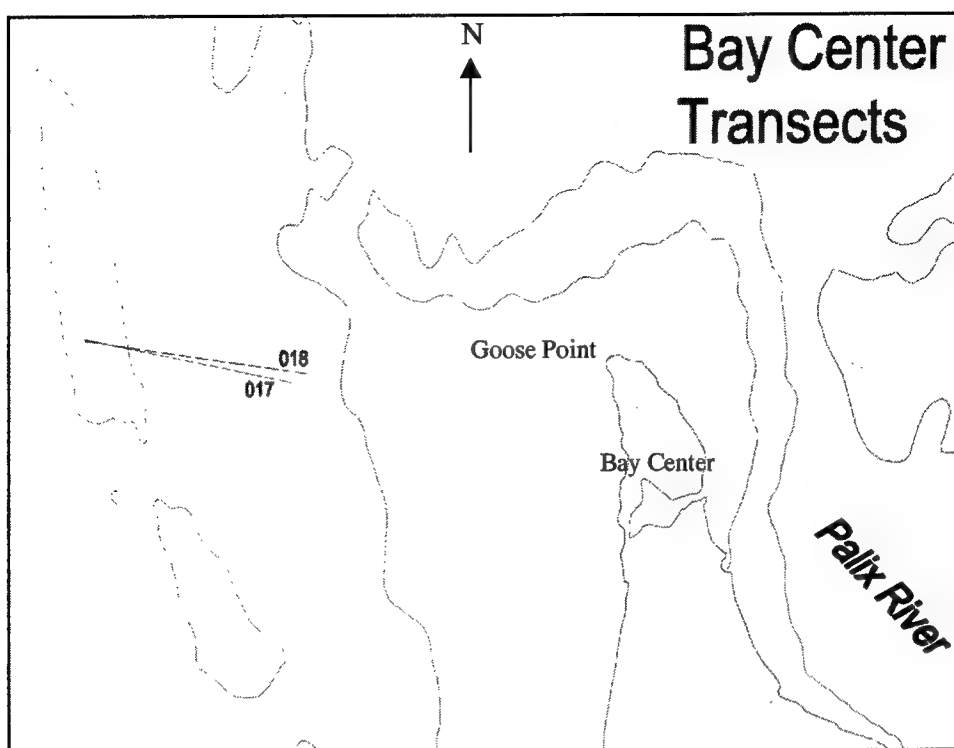 Bay Center
Transects
N
018
017
Goose Point
Bay Center
Palix River